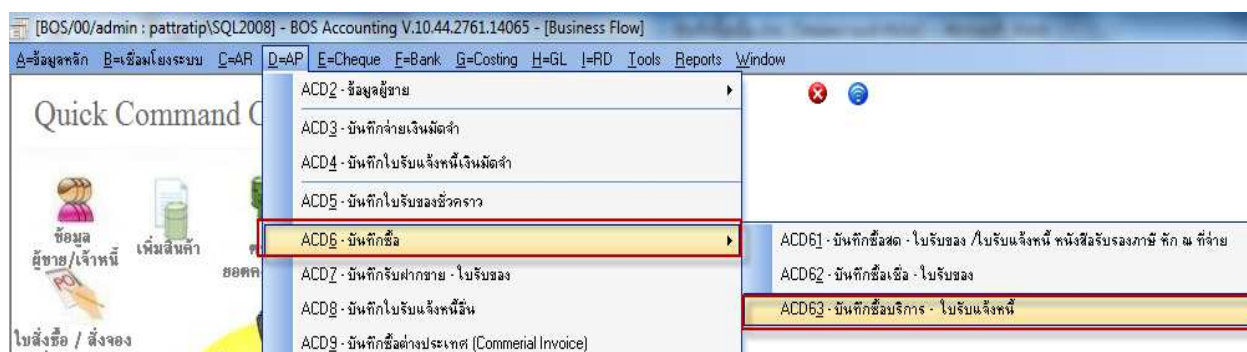 [BOS/00/admin : pattratip\SQL2008] - BOS Accounting V.10.44.2761.14065 - [Business Flow]
A=ข้อมูลหลัก B=เชื่อมโยงระบบ C=AR D=AP E=Cheque F=Bank G=Costing H=GL I=RD Tools Reports Window
Quick Command C
ACD2 - ข้อมูลผู้ขาย
ACD3 - บันทึกจ่ายเงินมัดจำ
ACD4 - บันทึกใบรับแจ้งหนี้เงินมัดจำ
ACD5 - บันทึกใบรับของชั่วคราว
ACD6 - บันทึกซื้อ
ACD7 - บันทึกรับฝากขาย - ใบรับของ
ACD8 - บันทึกใบรับแจ้งหนี้อื่น
ACD9 - บันทึกซื้อต่างประเทศ (Commerial Invoice)
ACD61 - บันทึกซื้อสด - ใบรับของ /ใบรับแจ้งหนี้ หนังสือรับรองภาษี หัก ณ ที่จ่าย
ACD62 - บันทึกซื้อเชื่อ - ใบรับของ
ACD63 - บันทึกซื้อบริการ - ใบรับแจ้งหนี้
ข้อมูล
ผู้ขาย/เจ้าหนี้
เพิ่มสินค้า
ยอดค
PO
ใบสั่งซื้อ / สั่งจอง